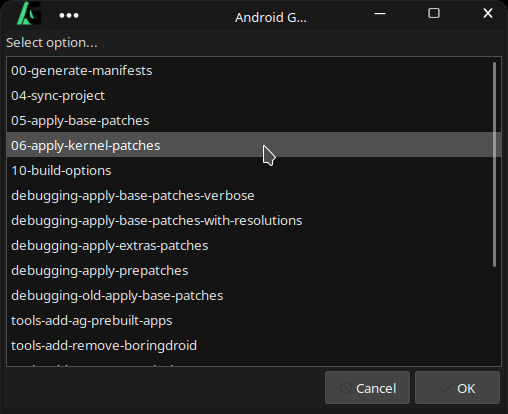 Android G...
Select option...
00-generate-manifests
04-sync-project
05-apply-base-patches
06-apply-kernel-patches
10-build-options
debugging-apply-base-patches-verbose
debugging-apply-base-patches-with-resolutions
debugging-apply-extras-patches
debugging-apply-prepatches
debugging-old-apply-base-patches
tools-add-ag-prebuilt-apps
tools-add-remove-boringdroid
Cancel
OK